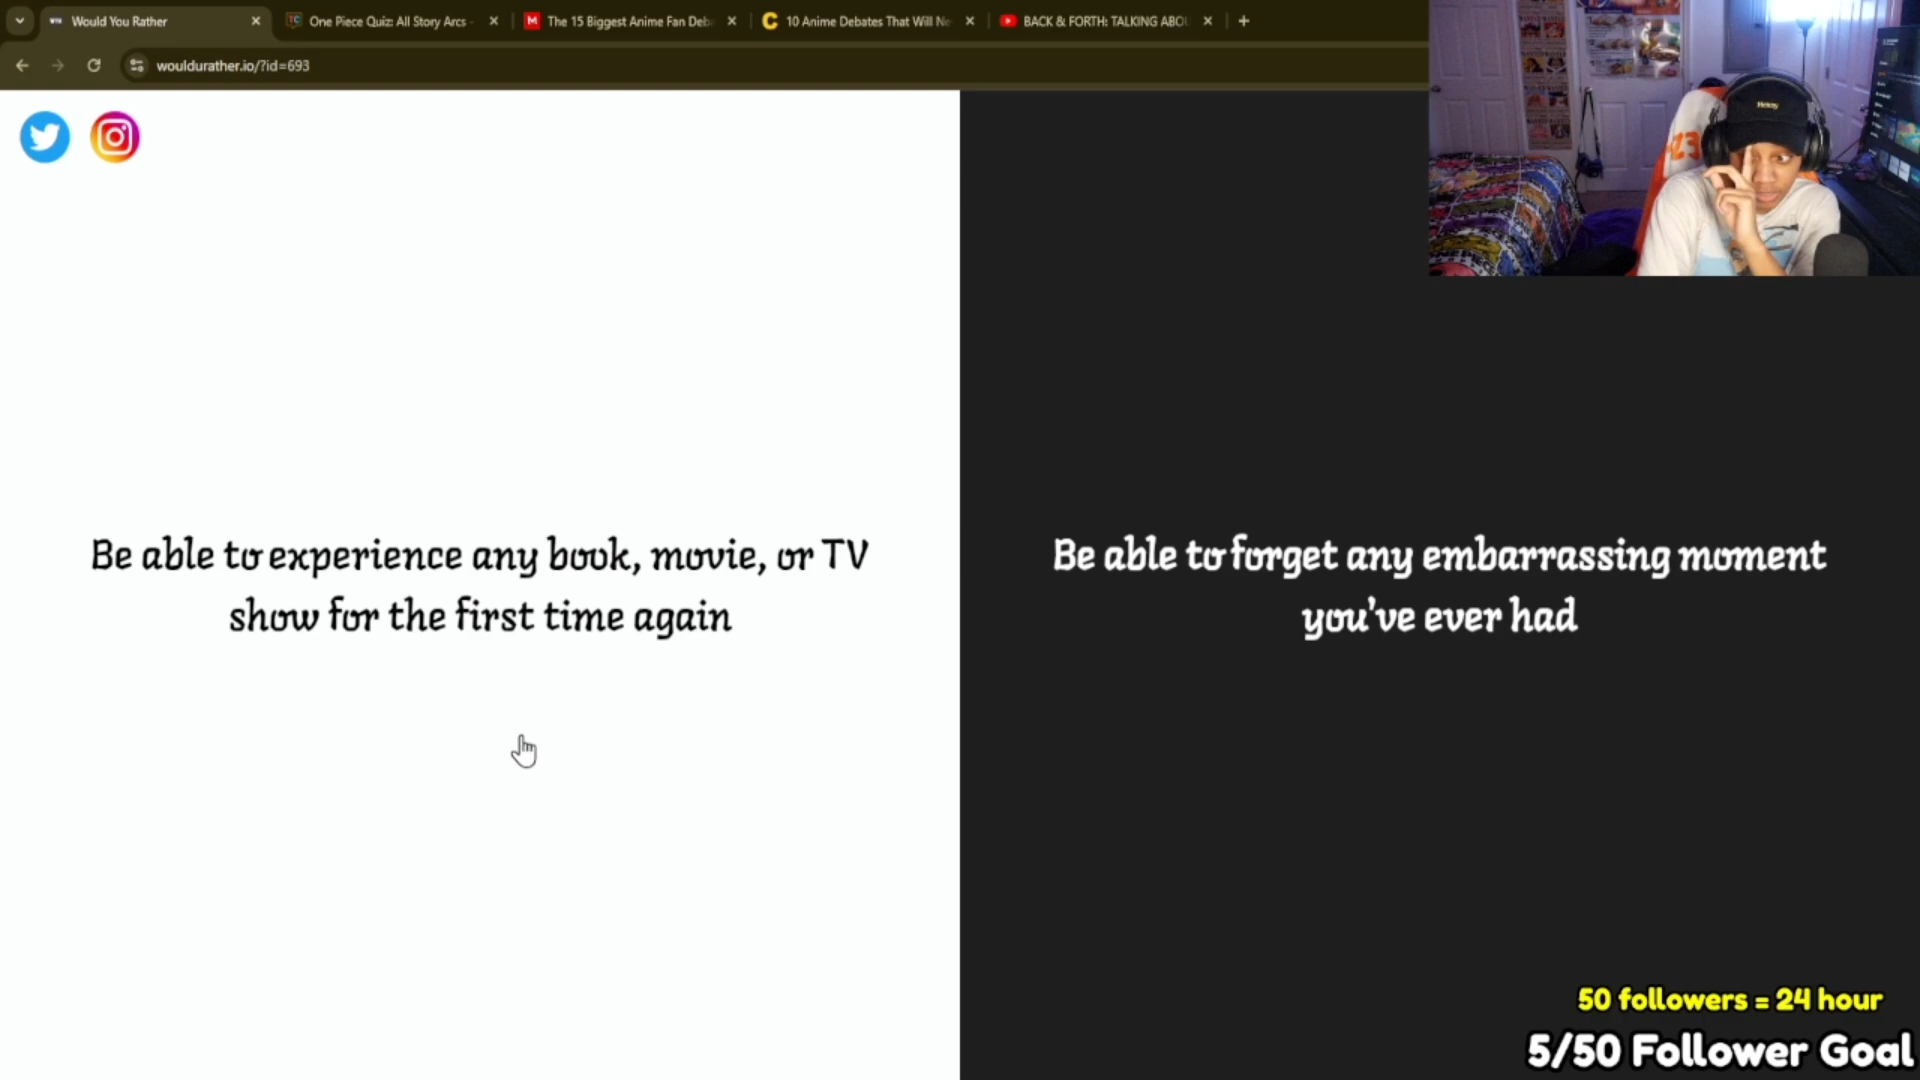 Would You Rather
One Piece Quiz: All Story Arcs -
The 15 Biggest Anime Fan Deb
10 Anime Debates That Will Ne
BACK & FORTH: TALKING ABO
wouldurather.io/?id=693
Be able to experience any book, movie, or TV
show for the first time again
Be able to forget any embarrassing moment
you've ever had
50 followers = 24 hour
5/50 Follower Goal